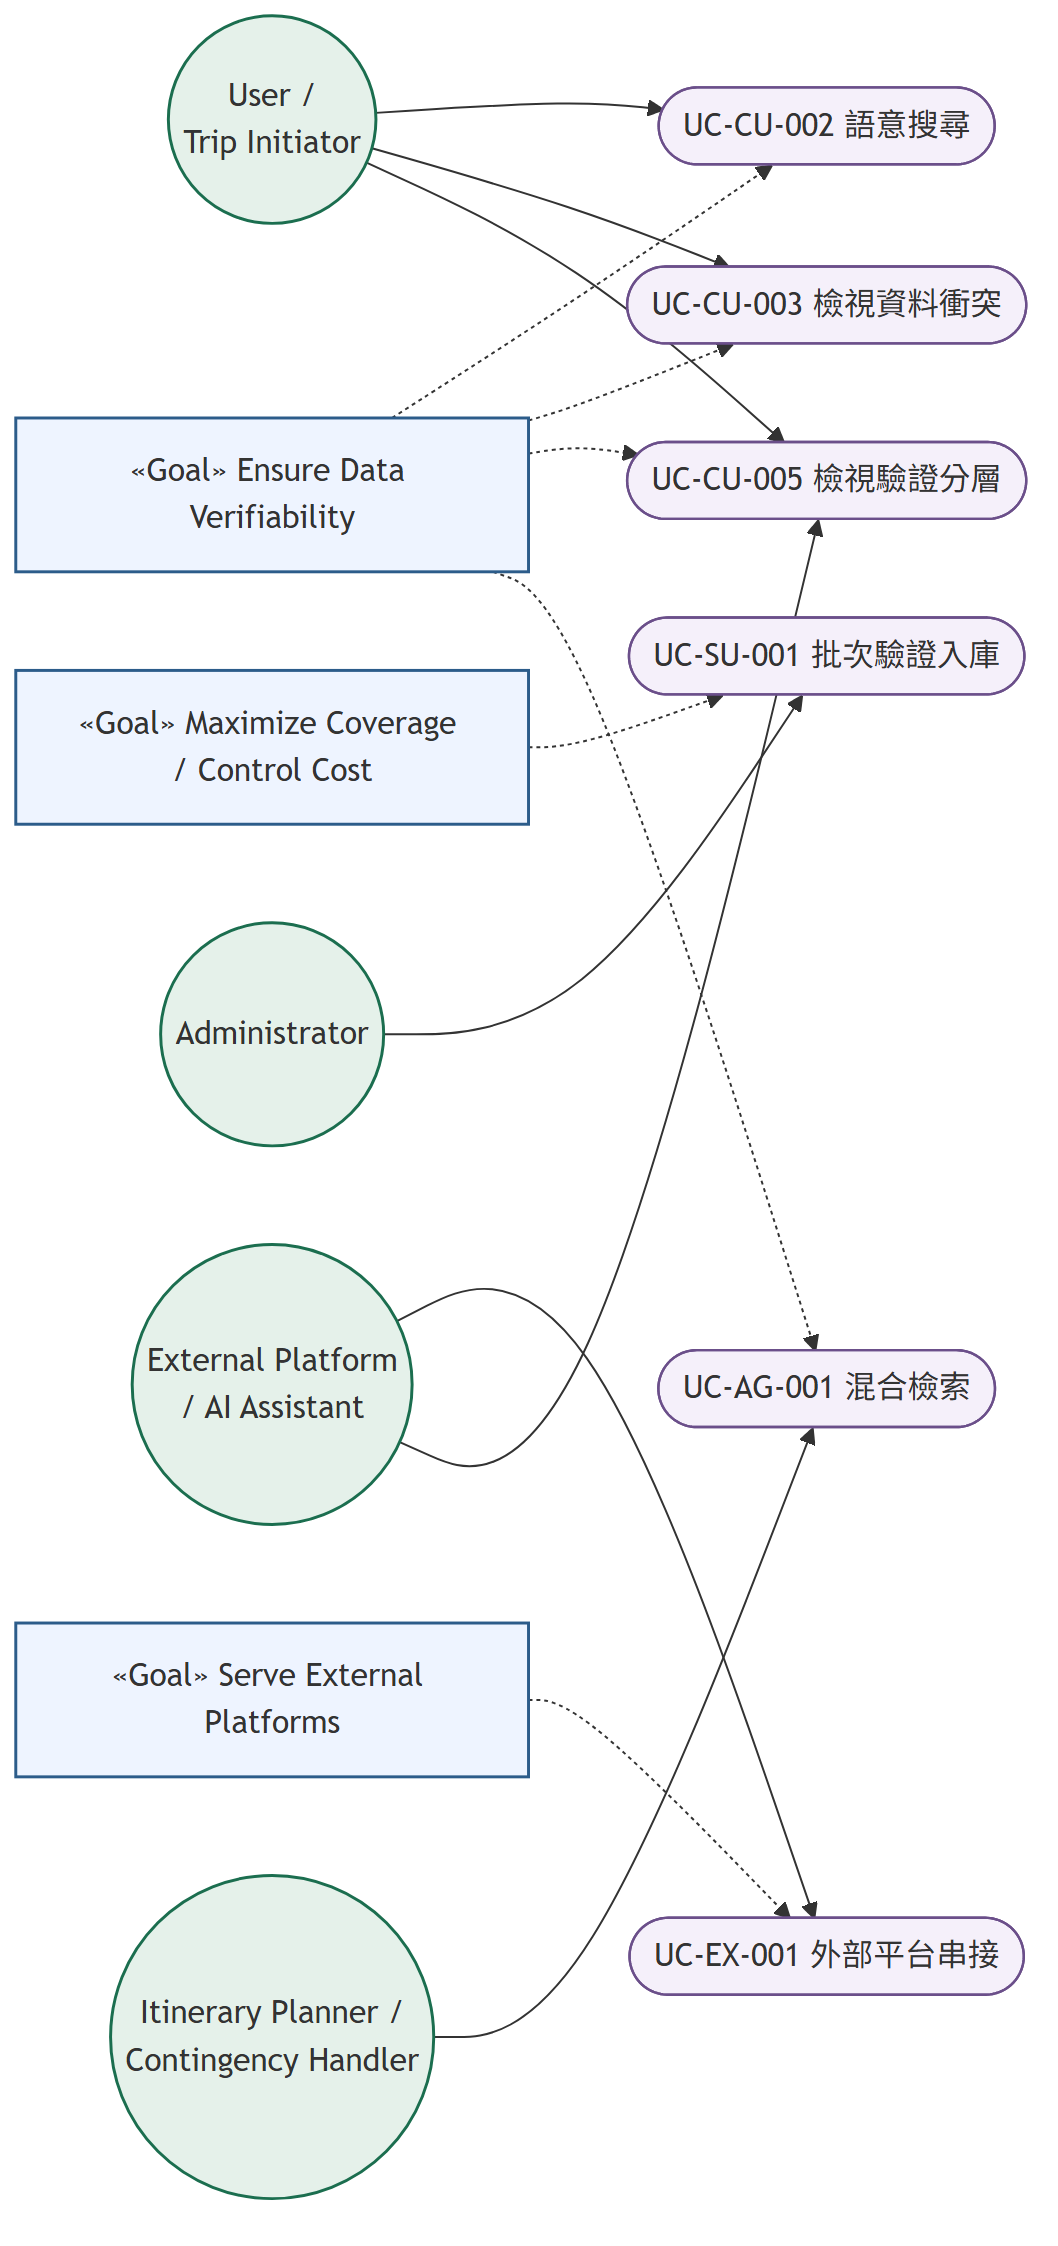 User /
Trip Initiator
UC-CU-002 語意搜尋
UC-CU-003 檢視資料衝突
«Goal» Ensure Data
Verifiability
UC-CU-005 檢視驗證分層
UC-SU-001 批次驗證入庫
«Goal» Maximize Coverage
/ Control Cost
Administrator
External Platform
/ AI Assistant
UC-AG-001 混合檢索
«Goal» Serve External
Platforms
UC-EX-001 外部平台串接
Itinerary Planner /
Contingency Handler